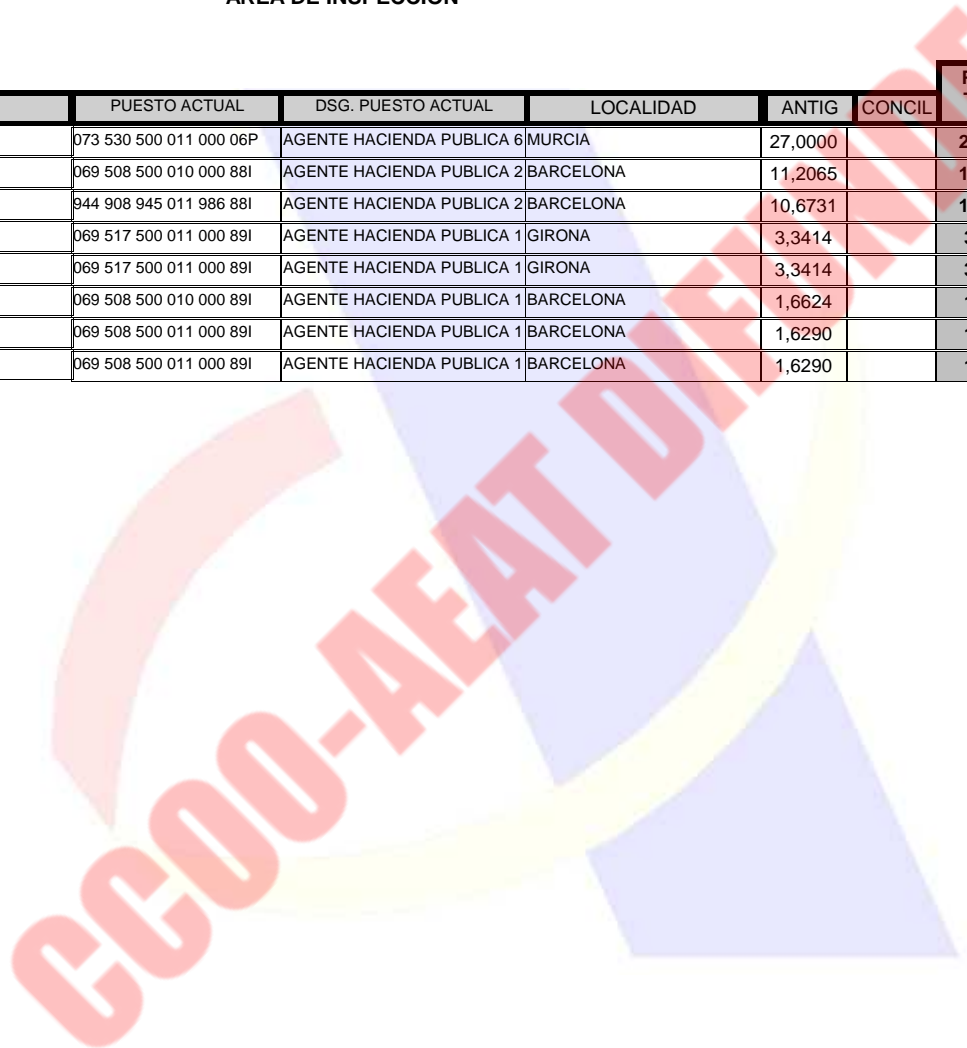 ÁREA DE INSPECCIÓN
PUESTO ACTUAL DSG. PUESTO ACTUAL LOCALIDAD ANTIG CONCIL
073 530 500 011 000 06P AGENTE HACIENDA PUBLICA 6 MURCIA 27,0000
069 508 500 010 000 88I AGENTE HACIENDA PUBLICA 2 BARCELONA 11,2065
944 908 945 011 986 88I AGENTE HACIENDA PUBLICA 2 BARCELONA 10,6731
069 517 500 011 000 89I AGENTE HACIENDA PUBLICA 1 GIRONA 3,3414
069 517 500 011 000 89I AGENTE HACIENDA PUBLICA 1 GIRONA 3,3414
069 508 500 010 000 89I AGENTE HACIENDA PUBLICA 1 BARCELONA 1,6624
069 508 500 011 000 89I AGENTE HACIENDA PUBLICA 1 BARCELONA 1,6290
069 508 500 011 000 89I AGENTE HACIENDA PUBLICA 1 BARCELONA 1,6290
CCOO-AEAT DIFUNDE